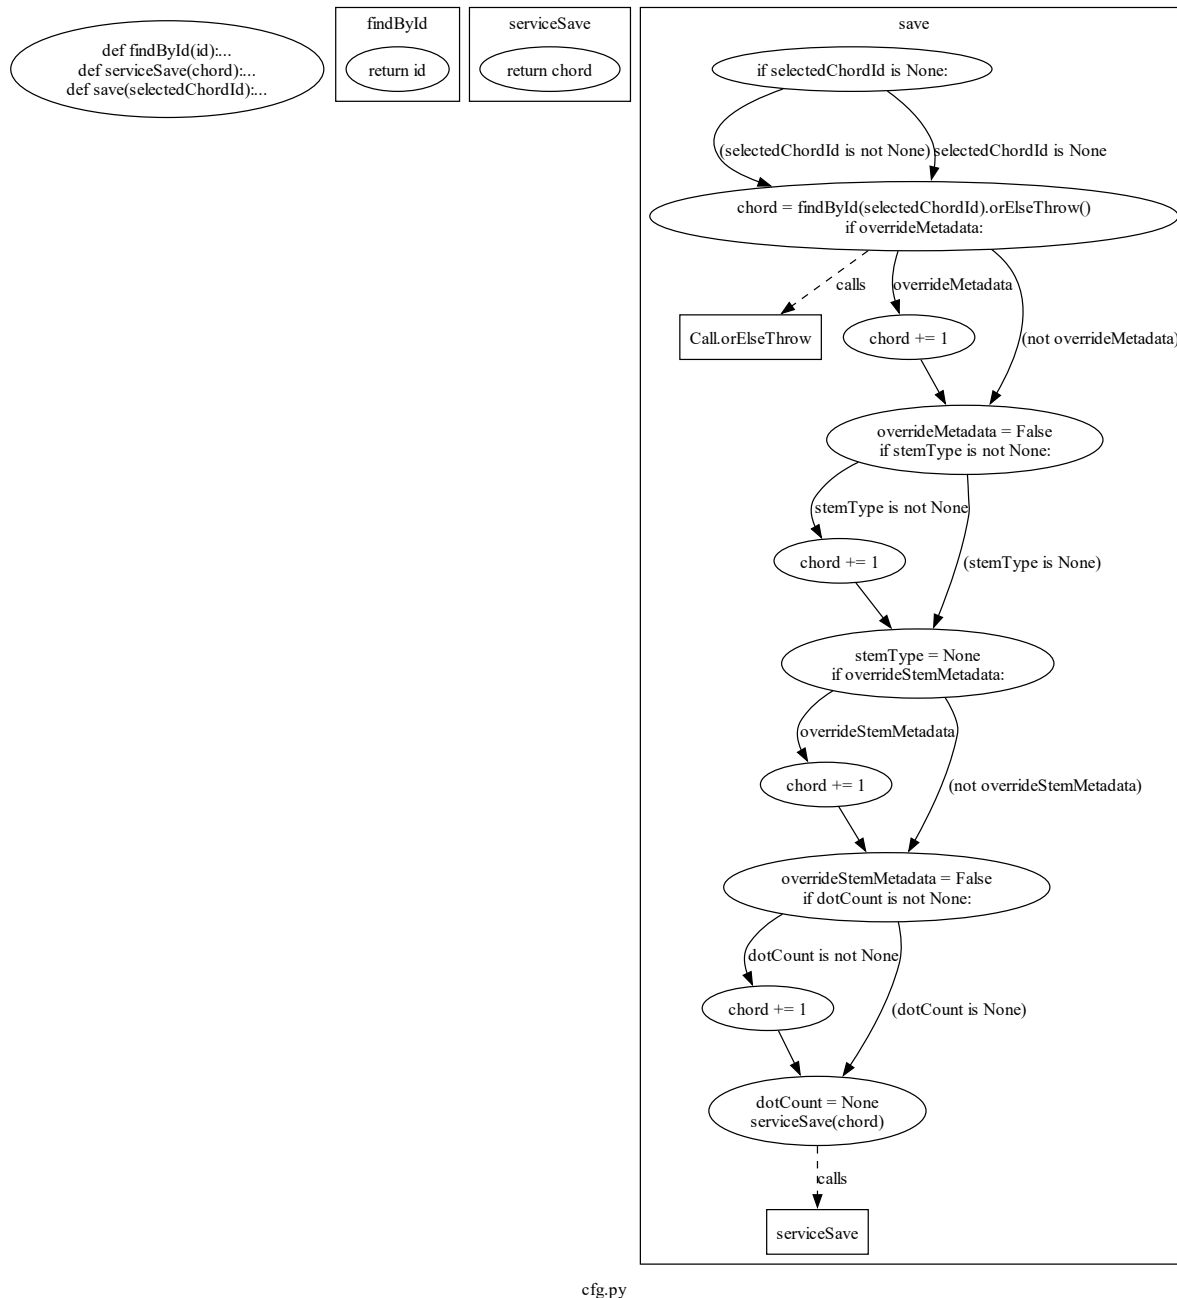 def findById(id):...
def serviceSave(chord):...
def save(selectedChordId):...
findById
return id
serviceSave
return chord
save
if selectedChordId is None:
(selectedChordId is not None)
selectedChordId is None
chord = findById(selectedChordId).orElseThrow()
if overrideMetadata:
calls
overrideMetadata
(not overrideMetadata)
Call.orElseThrow
chord += 1
overrideMetadata = False
if stemType is not None:
stemType is not None
(stemType is None)
chord += 1
stemType = None
if overrideStemMetadata:
overrideStemMetadata
(not overrideStemMetadata)
chord += 1
overrideStemMetadata = False
if dotCount is not None:
dotCount is not None
(dotCount is None)
chord += 1
dotCount = None
serviceSave(chord)
calls
serviceSave
cfg.py